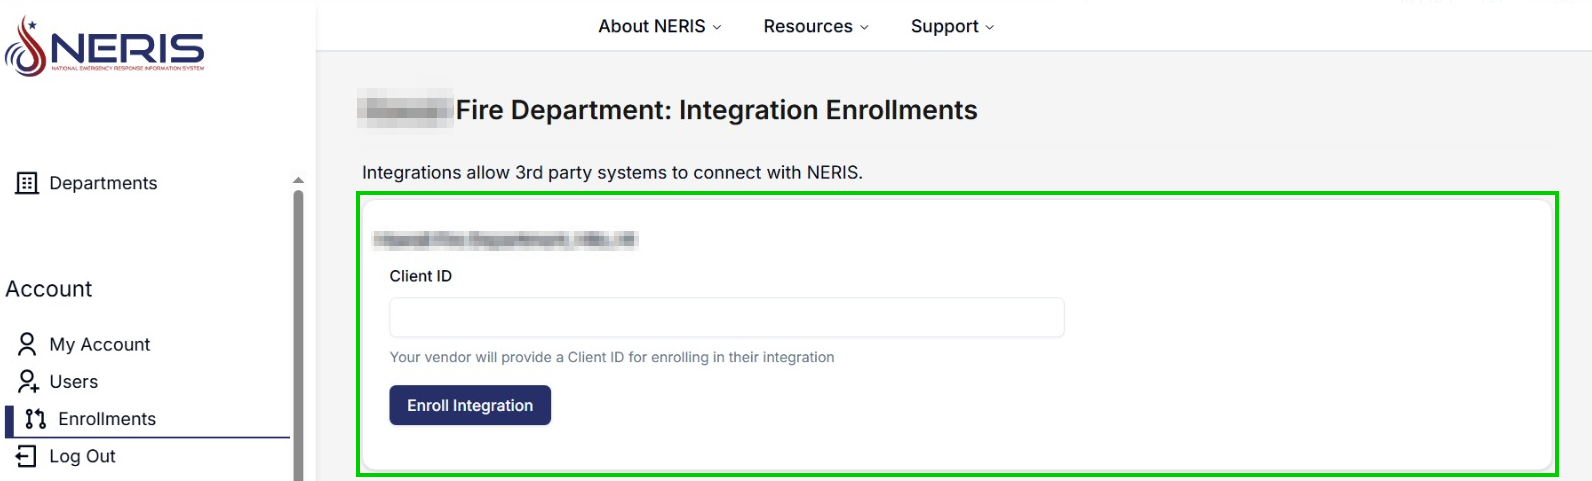 NERIS
NATIONAL EMERGENCY RESPONSE INFORMATION SYSTEM
About NERIS
Resources
Support
Departments
Account
My Account
Users
Enrollments
Log Out
Fire Department: Integration Enrollments
Integrations allow 3rd party systems to connect with NERIS.
Client ID
Your vendor will provide a Client ID for enrolling in their integration
Enroll Integration